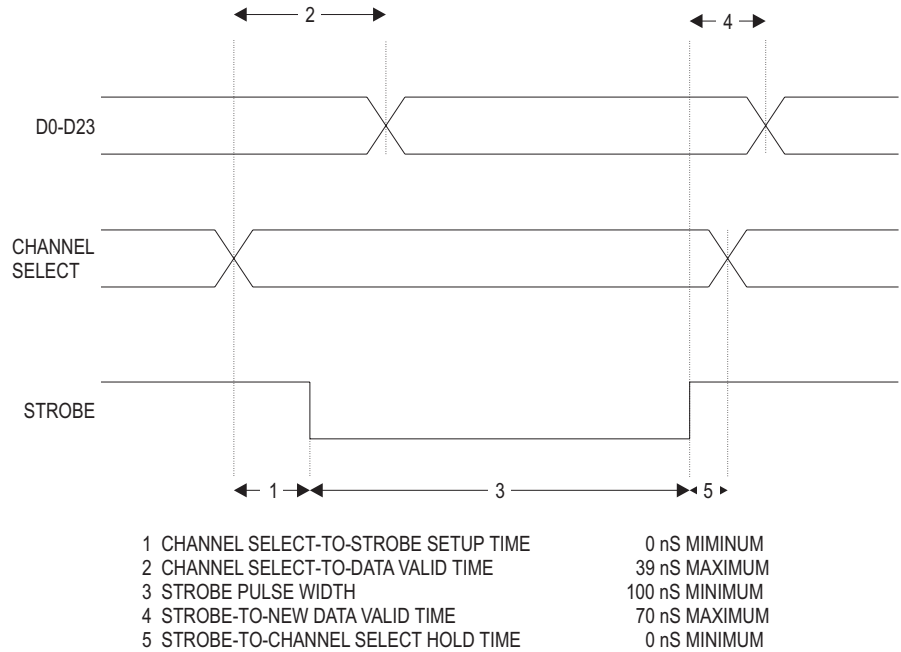 2
4
D0-D23
CHANNEL
SELECT
STROBE
1
3
5
1 CHANNEL SELECT-TO-STROBE SETUP TIME 0 nS MIMINUM
2 CHANNEL SELECT-TO-DATA VALID TIME 39 nS MAXIMUM
3 STROBE PULSE WIDTH 100 nS MINIMUM
4 STROBE-TO-NEW DATA VALID TIME 70 nS MAXIMUM
5 STROBE-TO-CHANNEL SELECT HOLD TIME 0 nS MINIMUM